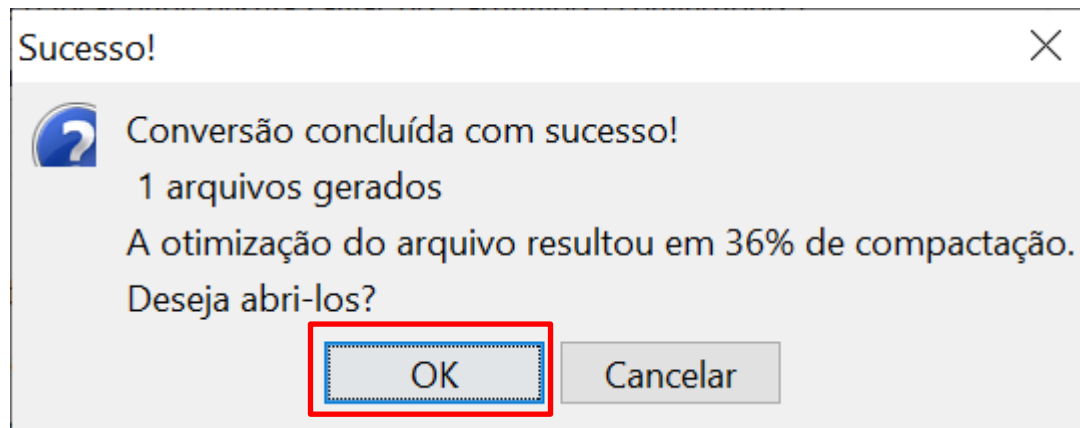 Sucesso!
Conversão concluída com sucesso!
1 arquivos gerados
A otimização do arquivo resultou em 36% de compactação.
Deseja abri-los?
OK
Cancelar